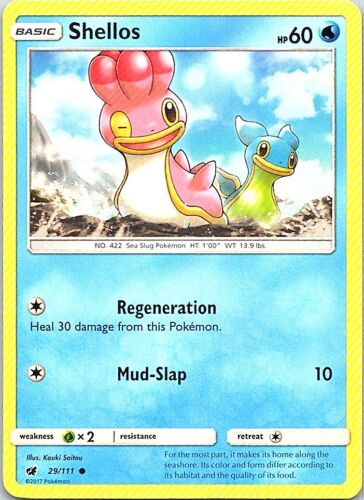 BASIC Shellos HP 60
NO. 422 Sea Slug Pokémon HT: 1'00" WT: 13.9 lbs.
Regeneration
Heal 30 damage from this Pokémon.
Mud-Slap 10
weakness ×2 resistance retreat
Illus. Kouki Saitou
29/111
©2017 Pokémon
For the most part, it makes its home along the
seashore. Its color and form differ according to
its habitat and the quality of its food.